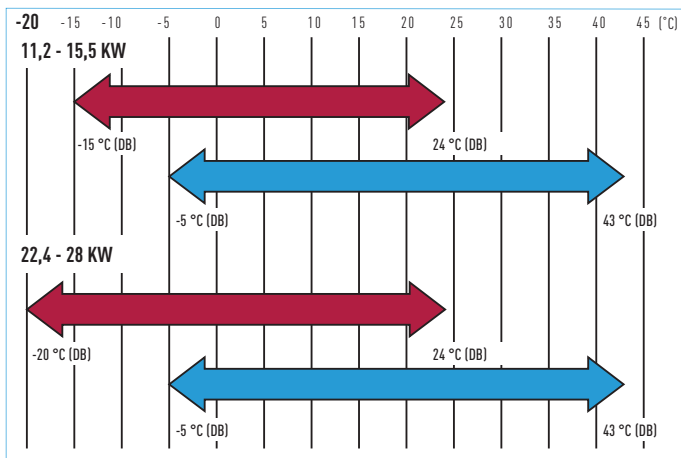 -20 -15 -10 -5 0 5 10 15 20 25 30 35 40 45 (°C)
11,2 - 15,5 KW
-15 °C (DB) 24 °C (DB)
-5 °C (DB) 43 °C (DB)
22,4 - 28 KW
-20 °C (DB) 24 °C (DB)
-5 °C (DB) 43 °C (DB)